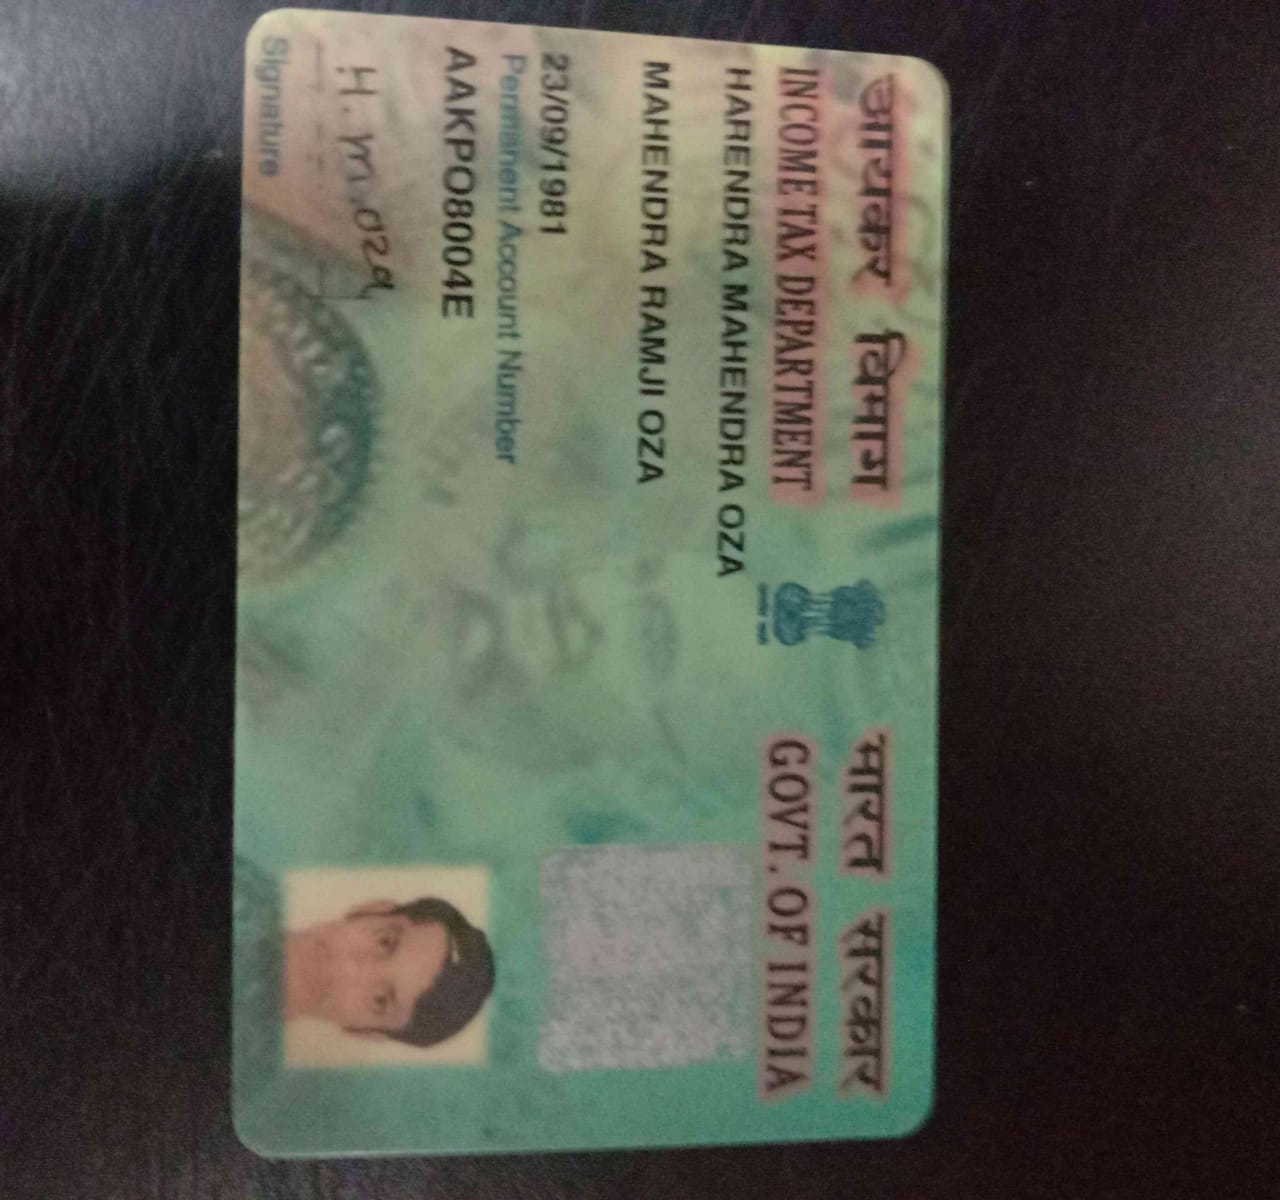 आयकर विभाग
INCOME TAX DEPARTMENT
भारत सरकार
GOVT. OF INDIA
HARENDRA MAHENDRA OZA
MAHENDRA RAMJI OZA
23/09/1981
Permanent Account Number
AAKPO8004E
H. m. oza
Signature